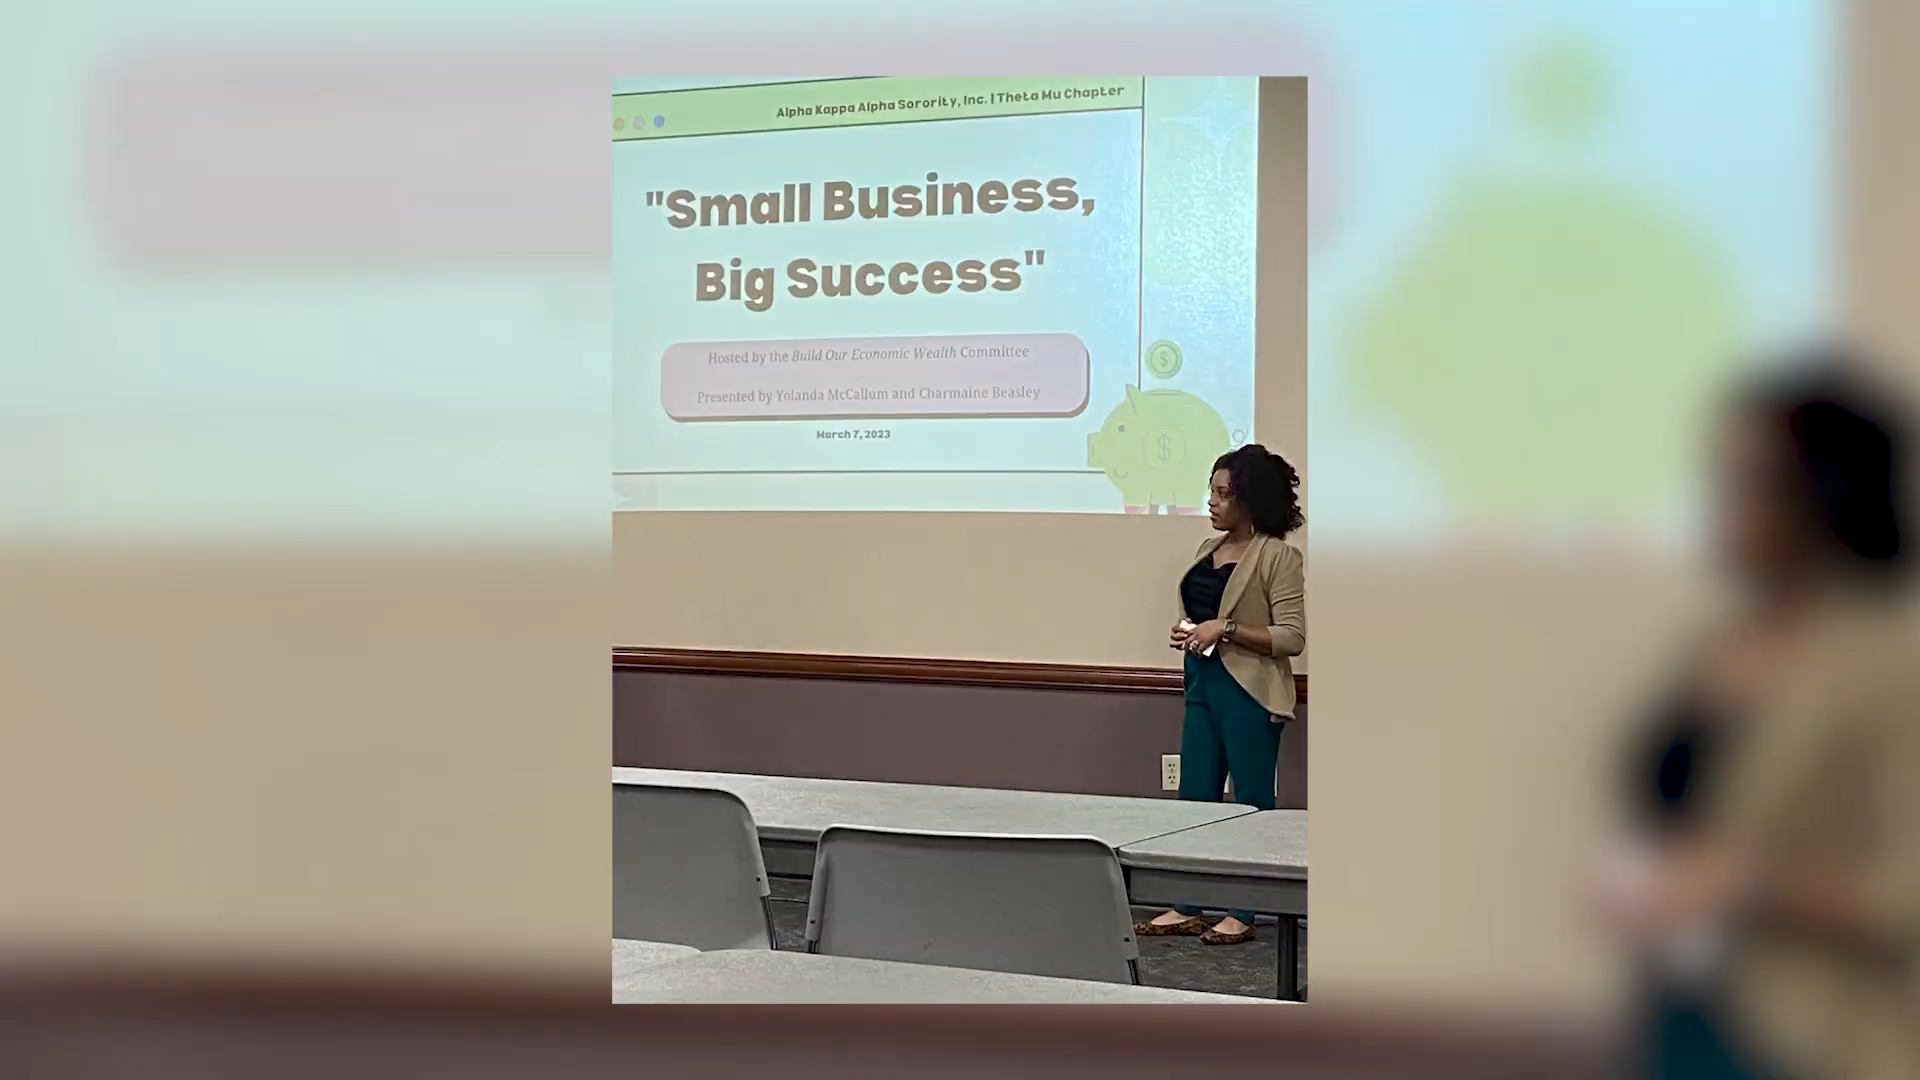 Alpha Kappa Alpha Sorority, Inc. | Theta Mu Chapter
"Small Business,
Big Success"
Hosted by the Build Our Economic Wealth Committee
Presented by Yolanda McCallum and Charmaine Beasley
March 7, 2023
$
$